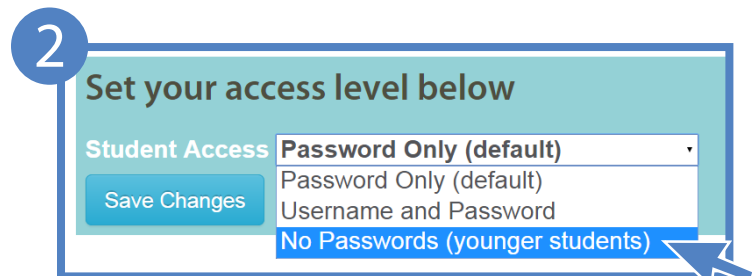 2
Set your access level below
Student Access Password Only (default)
Password Only (default)
Save Changes
Username and Password
No Passwords (younger students)